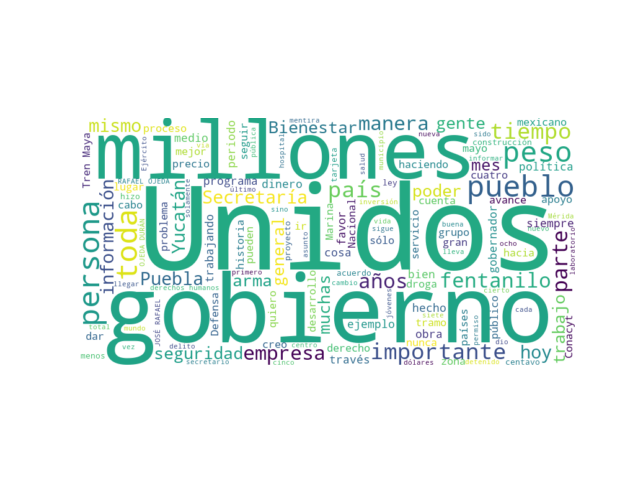 mentira
mismo proceso
millones
Bienestar manera gente tiempo
nueva sido construcción mexicano
Tren Maya
Ejército
vía
medio
mejor
precio
periodo
pública
seguir
hospital
tarjeta
vida
sigue
salud
municipio
haciendo
mayo
mes
cuatro
peso
política
informar
RAFAEL OJEDA
último
lugar
hizo
cabo
solamente
programa dinero
Secretaría
país
ley
inversión
poder
cuenta
avance
pueblo
apoyo
persona
información
toda
OJEDA DURÁN
problema
Yucatán
trabajando
sino
historia
pueden
general
proyecto
ir
asunto
Marina
favor
Nacional
cosa
sólo
Unidos
servicio
grupo
gran
buena
lleva
gobernador
hacia
ocho
siempre
Mérida
nuevo
laboratorio
parte
llegar
derechos humanos
Puebla
primero
arma
quiero
desarrollo
muchas
acuerdo
cambio
años
droga
jóvenes
bien
fentanilo
cierto
total
mundo
dar
menos
vez
JOSÉ RAFAEL
delito
Defensa
secretario
gobierno
creo
cinco
centro
ejemplo
hecho
siete
tramo
países
permiso
público
obra
nunca
dio
cada
trabajo
Conacyt
seguridad empresa
través
derecho
importante
dólares
zona
detenido
centavo
hoy